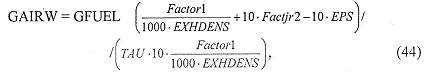 GAIRW = GFUEL (Factor1 / 1000 · EXHDENS + 10 · Factjr2 − 10 · EPS)/
/(TAU · 10 · Factor1 / 1000 · EXHDENS), (44)